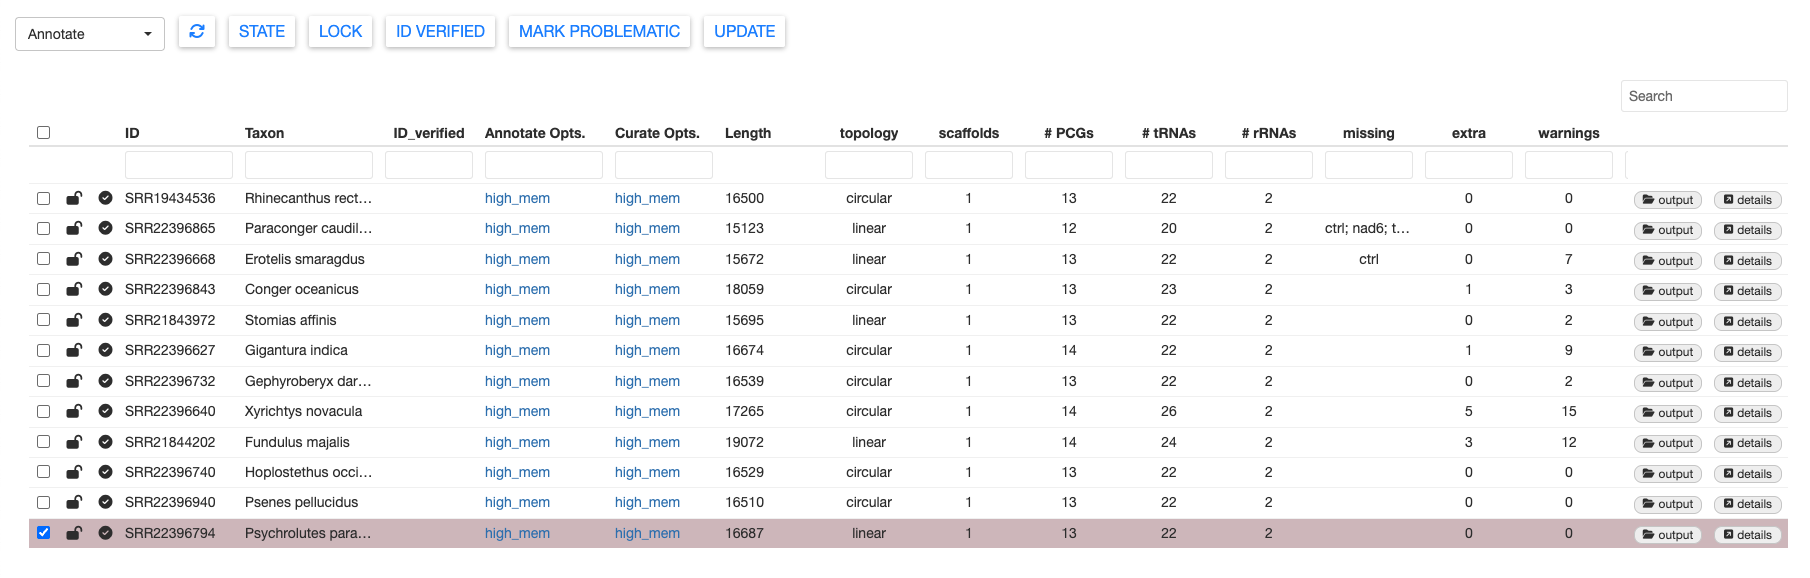 Annotate STATE LOCK ID VERIFIED MARK PROBLEMATIC UPDATE
Search
ID Taxon ID_verified Annotate Opts. Curate Opts. Length topology scaffolds # PCGs # tRNAs # rRNAs missing extra warnings
SRR19434536 Rhinecanthus rect... high_mem high_mem 16500 circular 1 13 22 2 0 0 output details
SRR22396865 Paraconger caudil... high_mem high_mem 15123 linear 1 12 20 2 ctrl; nad6; t... 0 0 output details
SRR22396668 Erotelis smaragdus high_mem high_mem 15672 linear 1 13 22 2 ctrl 0 7 output details
SRR22396843 Conger oceanicus high_mem high_mem 18059 circular 1 13 23 2 1 3 output details
SRR21843972 Stomias affinis high_mem high_mem 15695 linear 1 13 22 2 0 2 output details
SRR22396627 Gigantura indica high_mem high_mem 16674 circular 1 14 22 2 1 9 output details
SRR22396732 Gephyroberyx dar... high_mem high_mem 16539 circular 1 13 22 2 0 2 output details
SRR22396640 Xyrichtys novacula high_mem high_mem 17265 circular 1 14 26 2 5 15 output details
SRR21844202 Fundulus majalis high_mem high_mem 19072 linear 1 14 24 2 3 12 output details
SRR22396740 Hoplostethus occi... high_mem high_mem 16529 circular 1 13 22 2 0 0 output details
SRR22396940 Psenes pellucidus high_mem high_mem 16510 circular 1 13 22 2 0 0 output details
SRR22396794 Psychrolutes para... high_mem high_mem 16687 linear 1 13 22 2 0 0 output details